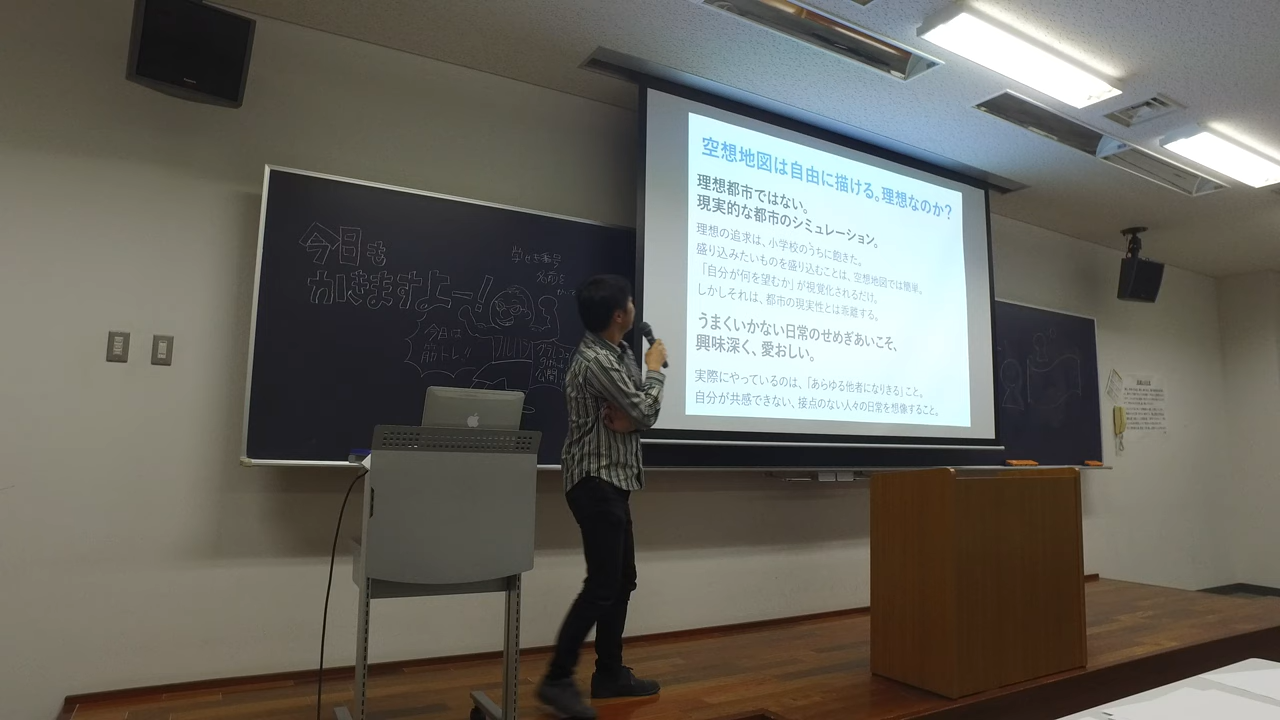 今日も
かきますよー!
学生番号
名前を
今日は
筋トレ!!
空想地図は自由に描ける。理想なのか?
理想都市ではない。
現実的な都市のシミュレーション。
理想の追求は、小学校のうちに飽きた。
盛り込みたいものを盛り込むことは、空想地図では簡単。
「自分が何を望むか」が視覚化されるだけ。
しかしそれは、都市の現実性とは乖離する。
うまくいかない日常のせめぎあいこそ、
興味深く、愛おしい。
実際にやっているのは、「あらゆる他者になりきる」こと。
自分が共感できない、接点のない人々の日常を想像すること。